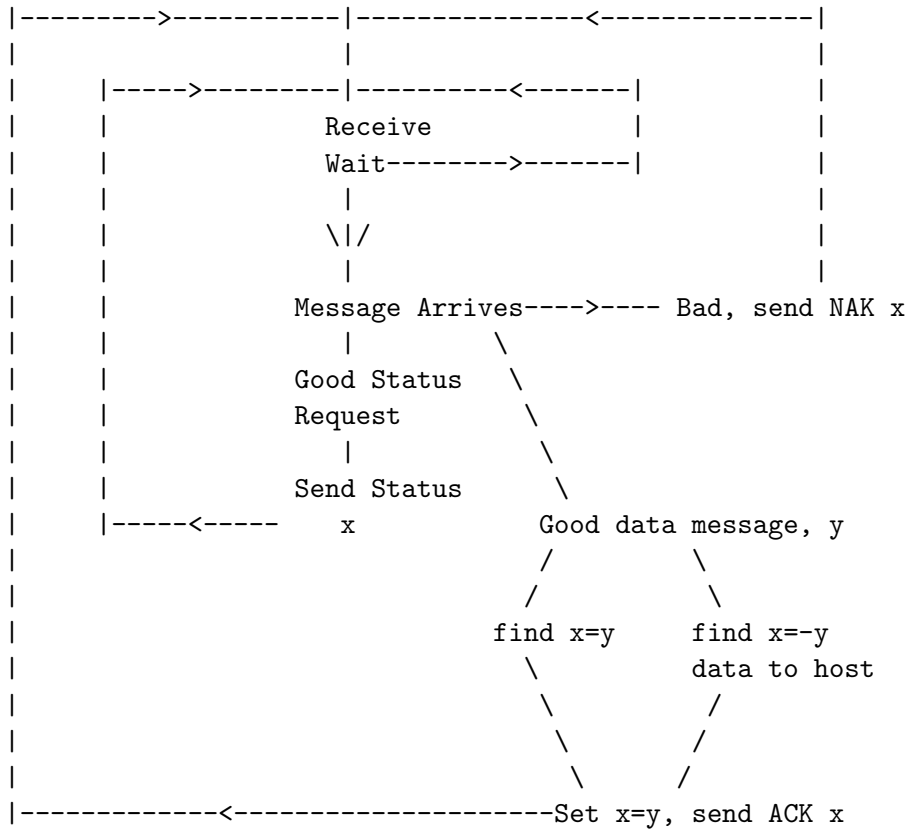 |--------->-----------|---------------<--------------|
|                     |                              |
|     |----->---------|----------<-------|           |
|     |             Receive              |           |
|     |             Wait-------->-------|           |
|     |               |                              |
|     |              \|/                             |
|     |               |                              |
|     |           Message Arrives---->---- Bad, send NAK x
|     |               |         \
|     |           Good Status    \
|     |           Request         \
|     |               |            \
|     |           Send Status       \
|     |-----<-----    x            Good data message, y
|                                  /         \
|                                 /           \
|                               find x=y     find x=-y
|                                 \          data to host
|                                  \           /
|                                   \         /
|                                    \       /
|-------------<---------------------Set x=y, send ACK x